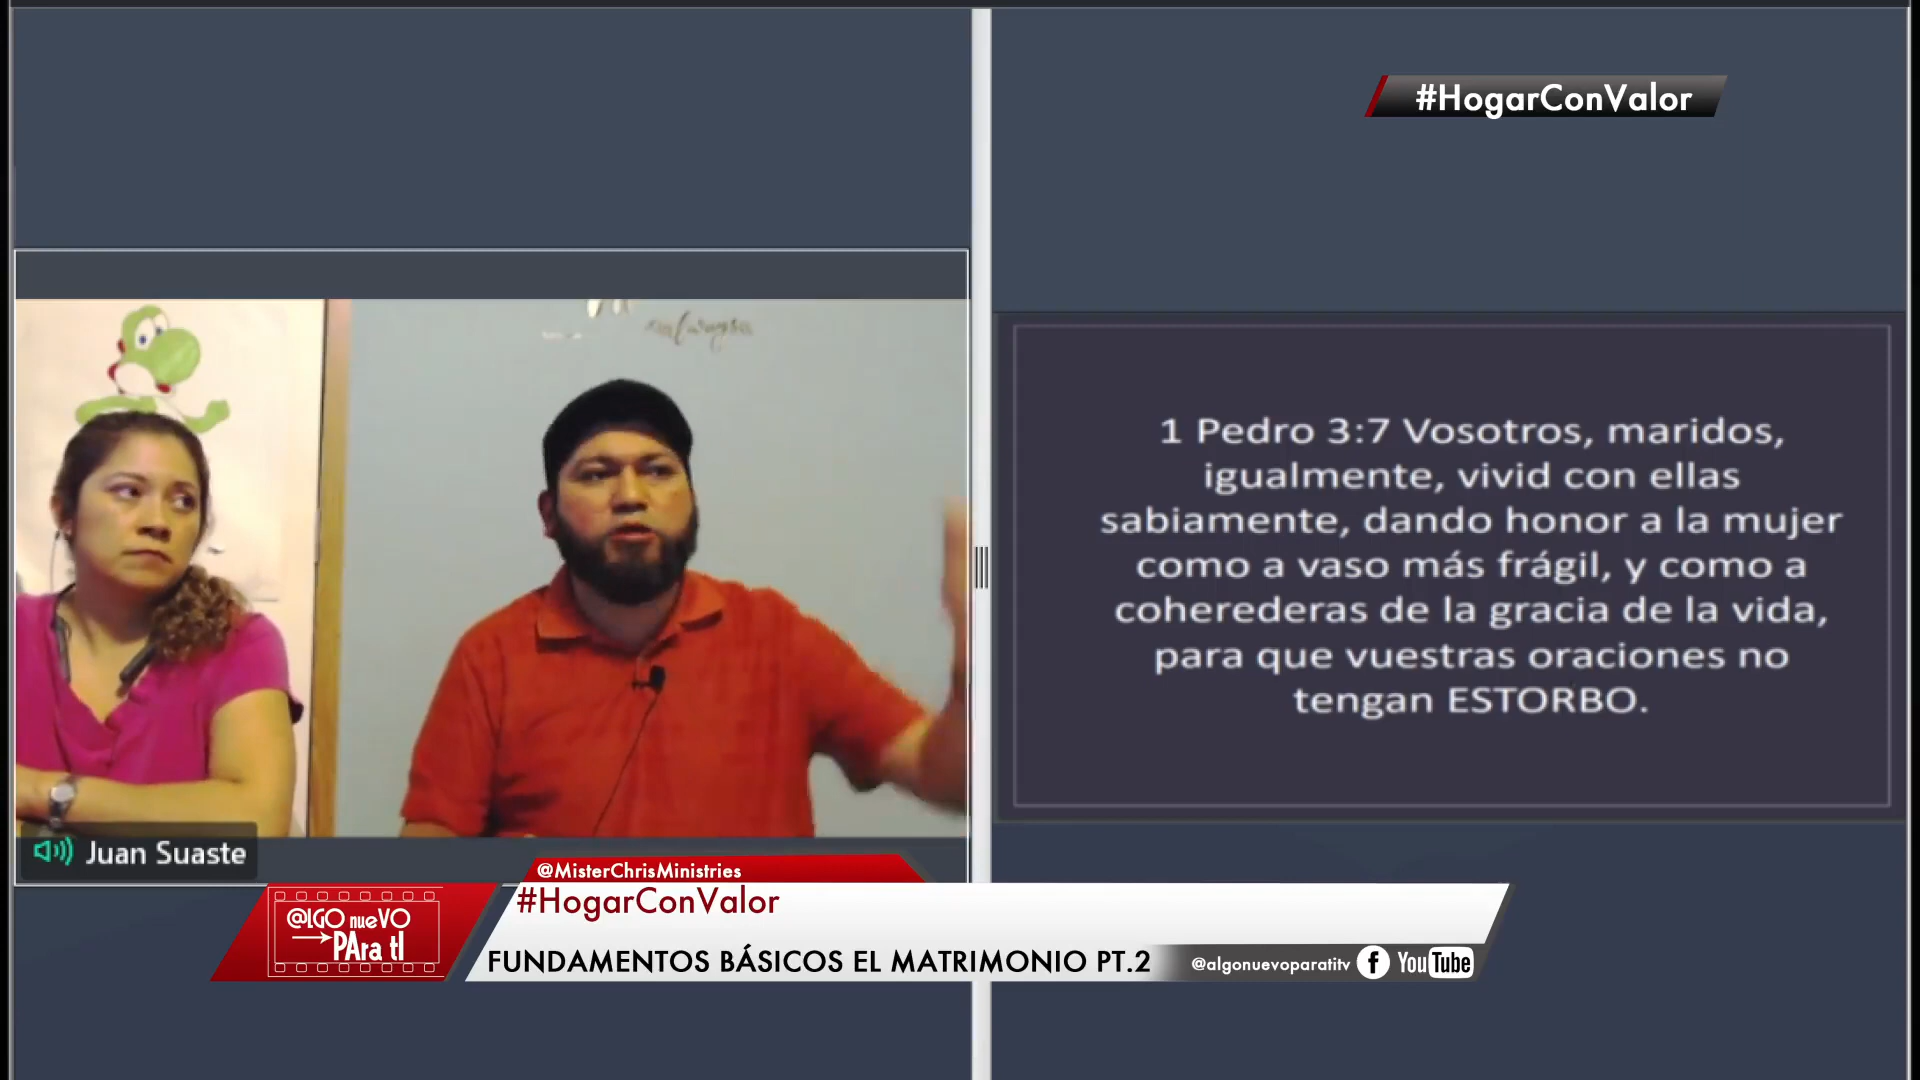 #HogarConValor
1 Pedro 3:7 Vosotros, maridos,
igualmente, vivid con ellas
sabiamente, dando honor a la mujer
como a vaso más frágil, y como a
coherederas de la gracia de la vida,
para que vuestras oraciones no
tengan ESTORBO.
Juan Suaste
@MisterChrisMinistries
#HogarConValor
@LGO nueVO
PAra tI
FUNDAMENTOS BÁSICOS EL MATRIMONIO PT.2
@algonuevoparatitv f YouTube